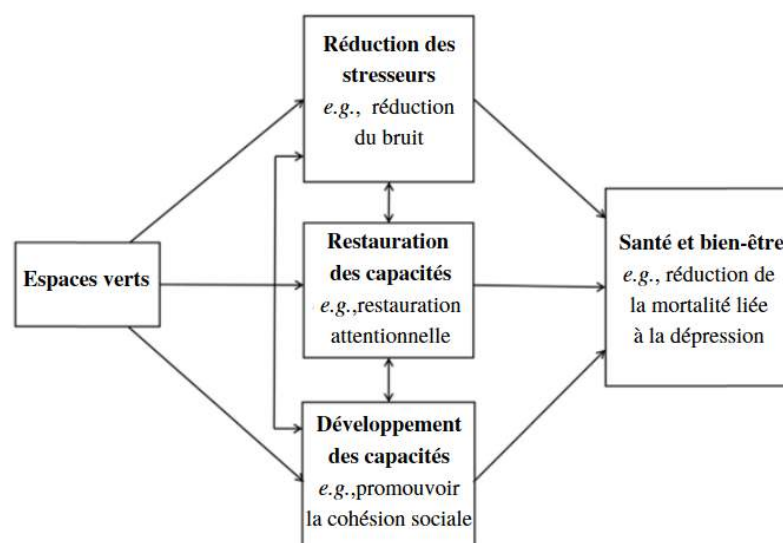 Réduction des
stresseurs
e.g., réduction
du bruit
Espaces verts
Restauration
des capacités
e.g.,restauration
attentionnelle
Développement
des capacités
e.g.,promouvoir
la cohésion sociale
Santé et bien-être
e.g., réduction de
la mortalité liée
à la dépression